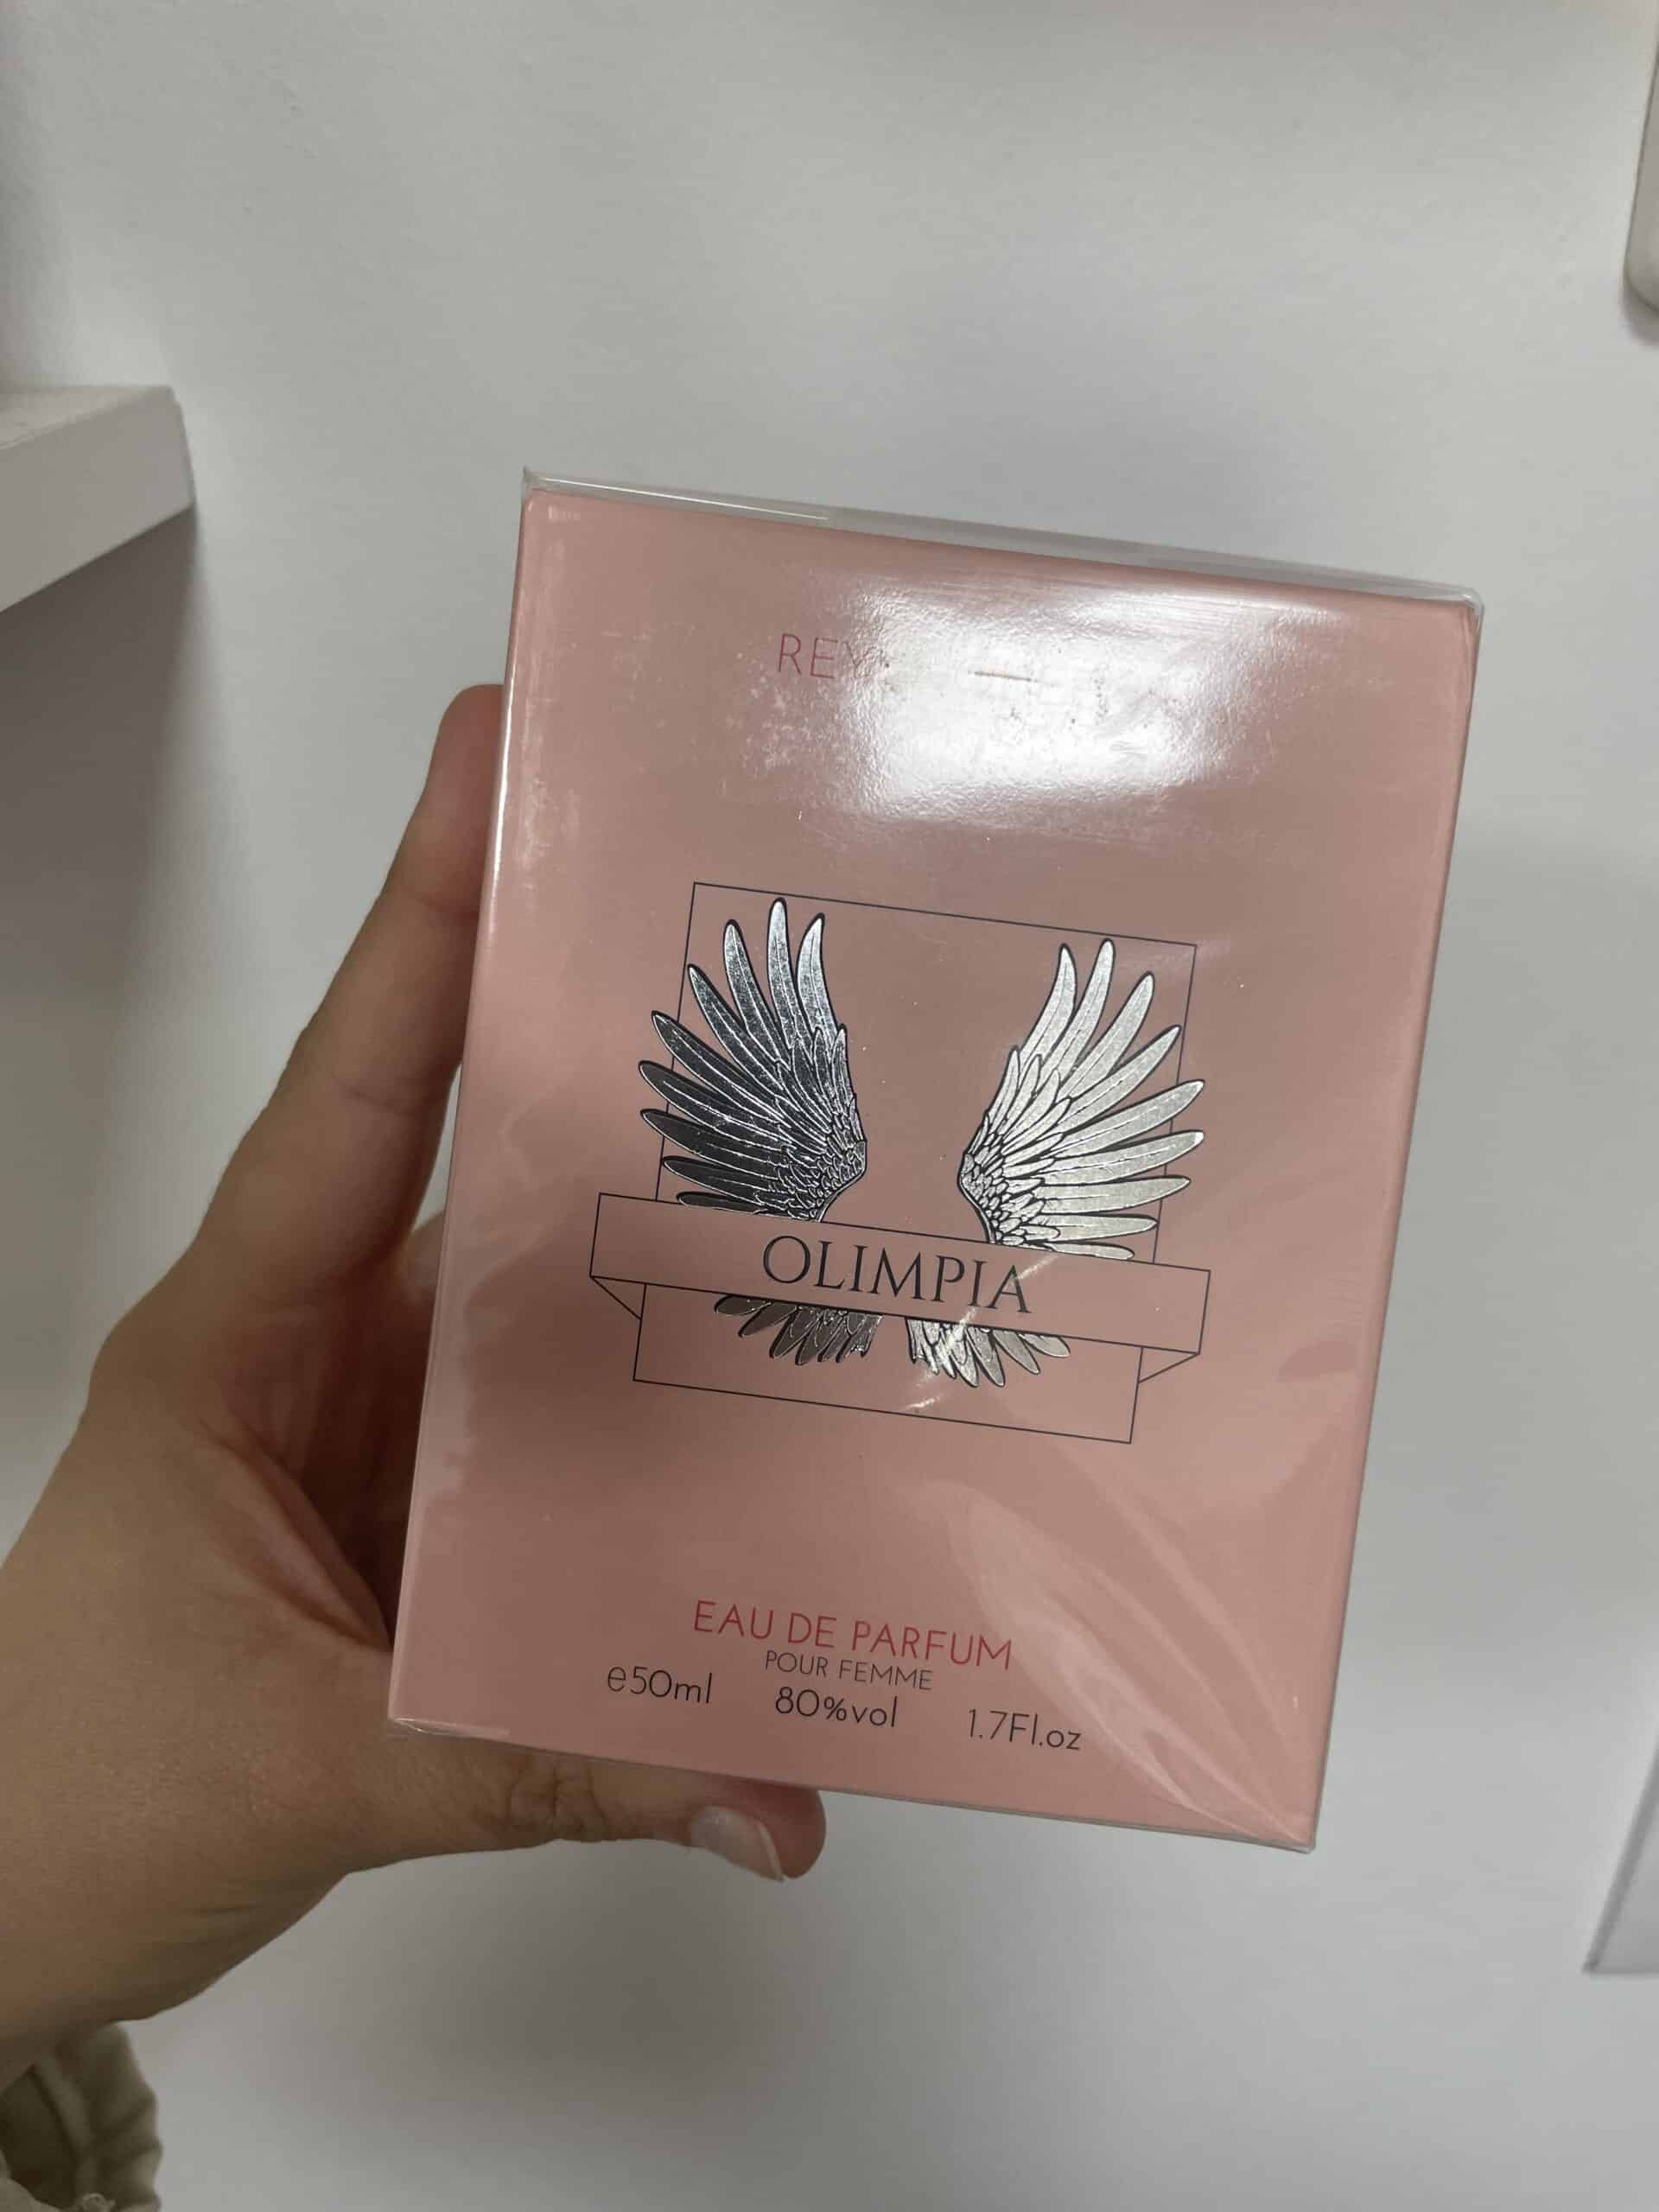 OLIMPIA
EAU DE PARFUM
POUR FEMME
e50ml 80%vol 1.7Fl.oz